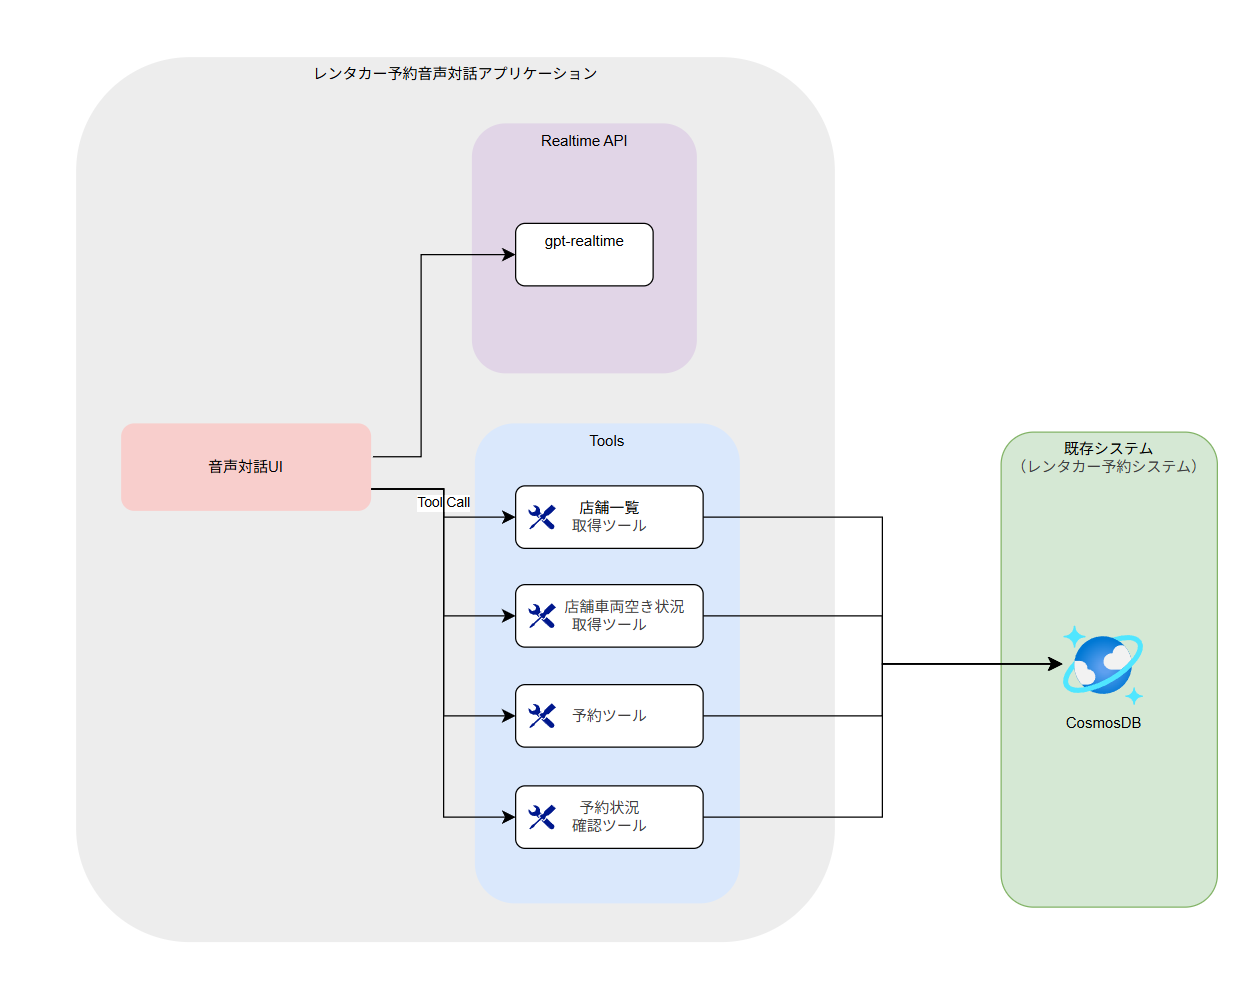 レンタカー予約音声対話アプリケーション
Realtime API
gpt-realtime
音声対話UI
Tool Call
Tools
店舗一覧
取得ツール
店舗車両空き状況
取得ツール
予約ツール
予約状況
確認ツール
既存システム
（レンタカー予約システム）
CosmosDB